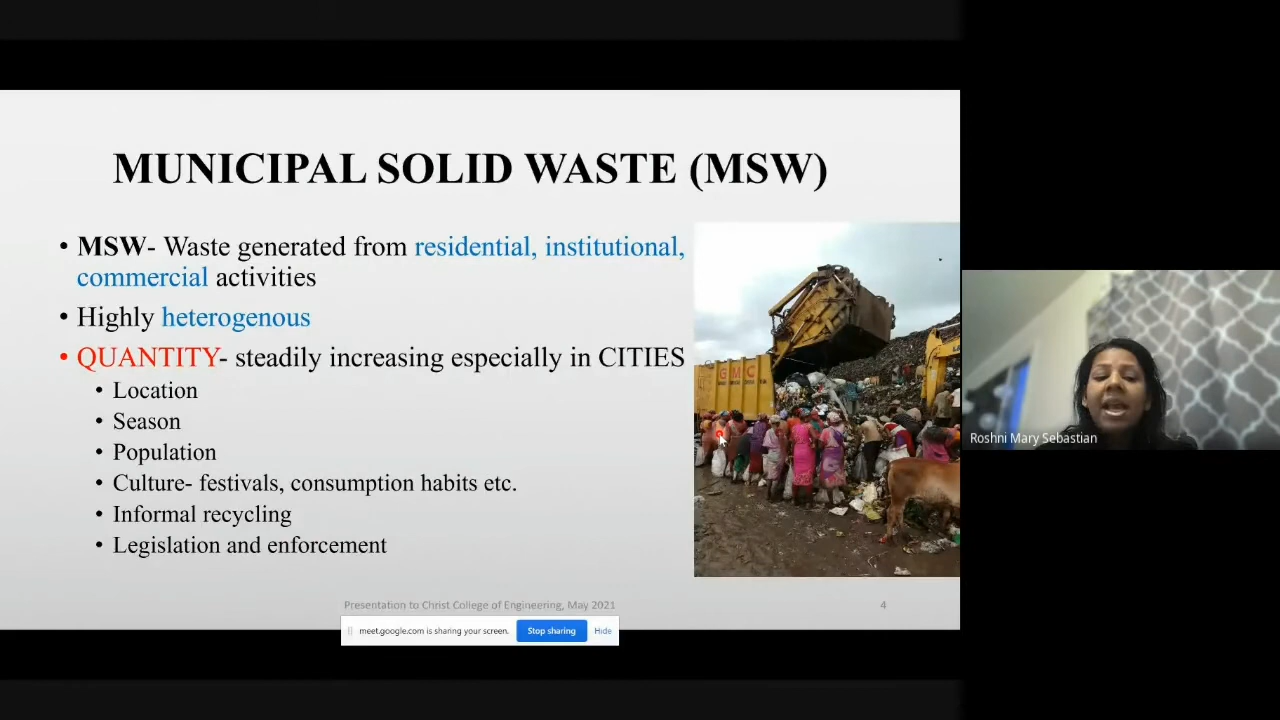 MUNICIPAL SOLID WASTE (MSW)
• MSW- Waste generated from residential, institutional,
commercial activities
• Highly heterogenous
• QUANTITY- steadily increasing especially in CITIES
• Location
• Season
• Population
• Culture- festivals, consumption habits etc.
• Informal recycling
• Legislation and enforcement
GMC
Roshni Mary Sebastian
Presentation to Christ College of Engineering, May 2021
4
meet.google.com is sharing your screen.
Stop sharing
Hide